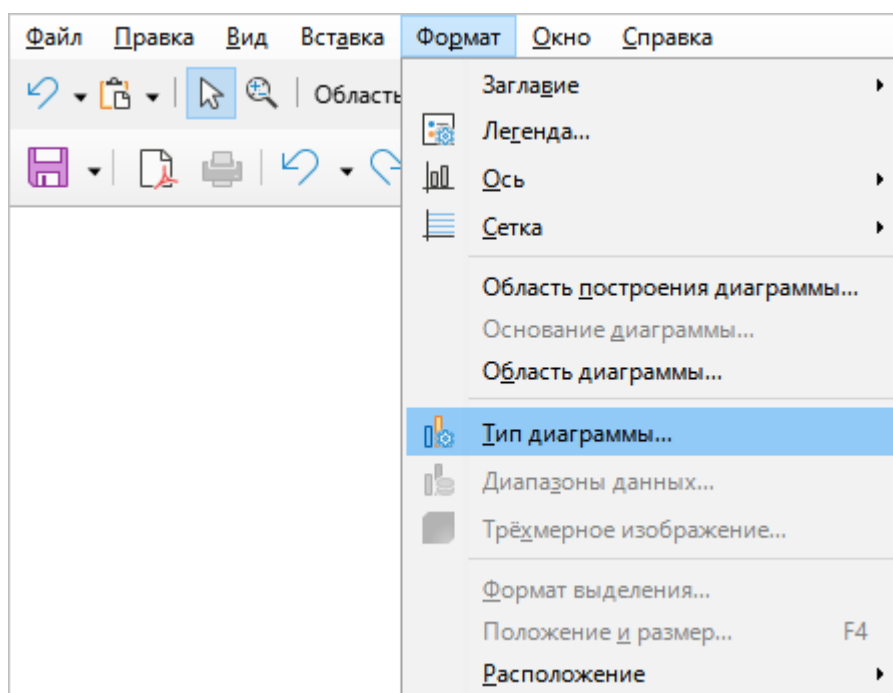 Файл Правка Вид Вставка Формат Окно Справка
Область
Заглавие
Легенда...
Ось
Сетка
Область построения диаграммы...
Основание диаграммы...
Область диаграммы...
Тип диаграммы...
Диапазоны данных...
Трёхмерное изображение...
Формат выделения...
Положение и размер... F4
Расположение